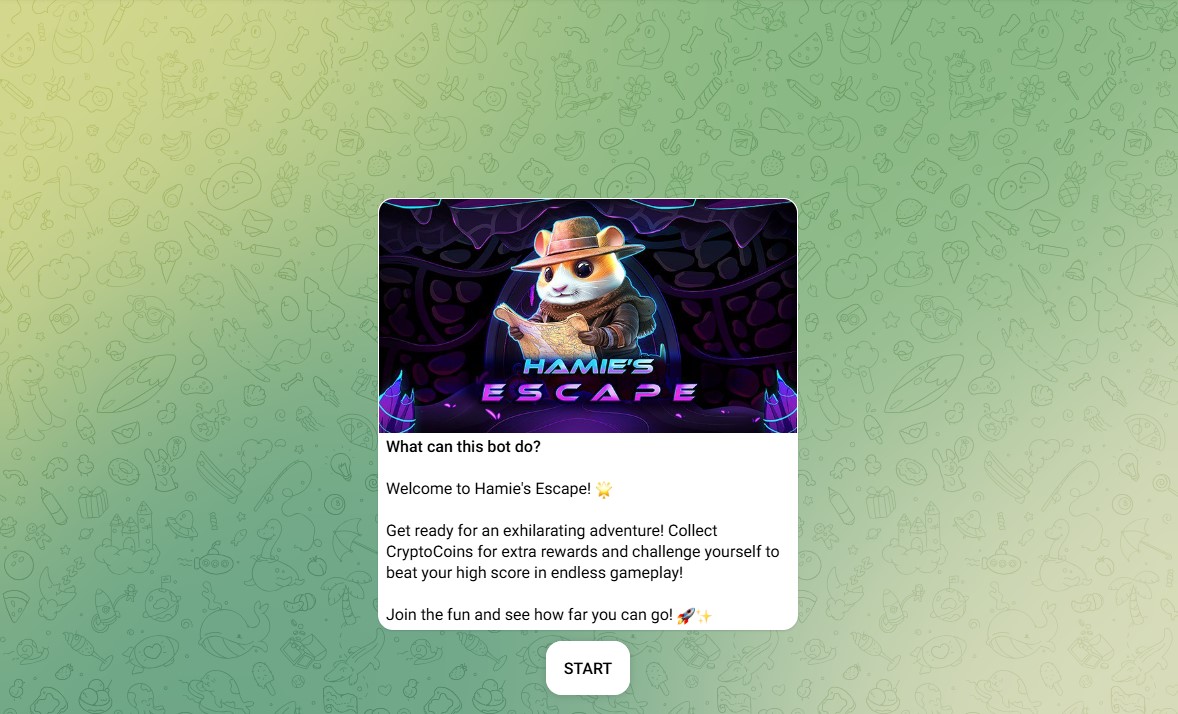 HAMIE'S
ESCAPE
What can this bot do?
Welcome to Hamie's Escape! 🌟
Get ready for an exhilarating adventure! Collect
CryptoCoins for extra rewards and challenge yourself to
beat your high score in endless gameplay!
Join the fun and see how far you can go! 🚀✨
START